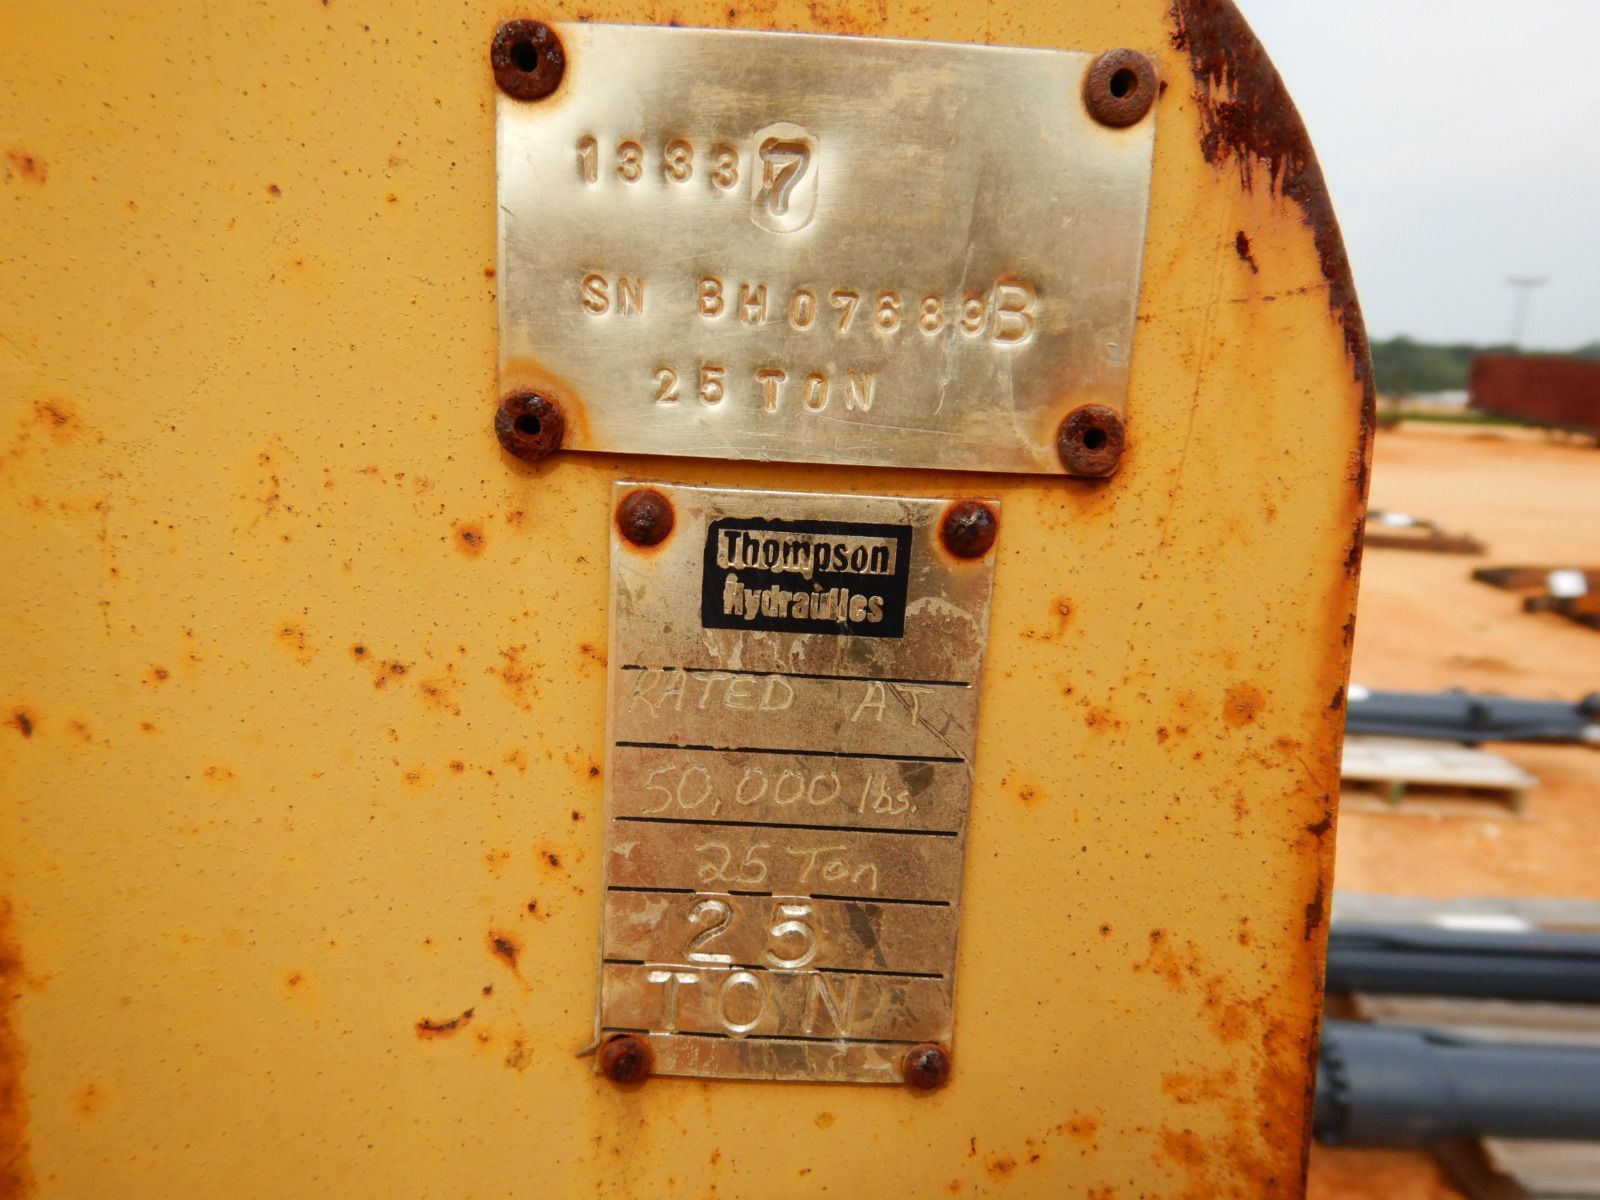 13337
SN BH07689B
25 TON
Thompson
Hydraulics
RATED AT
50,000 lbs.
25 Ton
25
TON